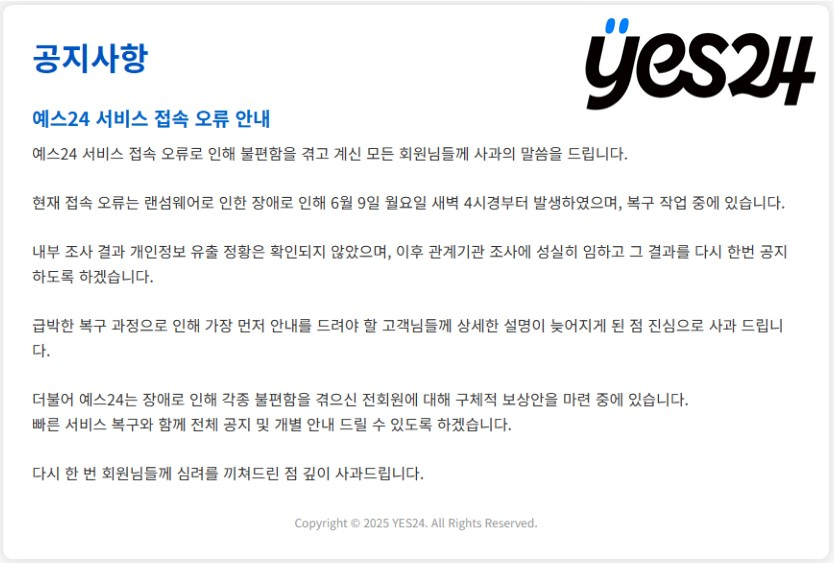 공지사항
ÿes24
예스24 서비스 접속 오류 안내
예스24 서비스 접속 오류로 인해 불편함을 겪고 계신 모든 회원님들께 사과의 말씀을 드립니다.
현재 접속 오류는 랜섬웨어로 인한 장애로 인해 6월 9일 월요일 새벽 4시경부터 발생하였으며, 복구 작업 중에 있습니다.
내부 조사 결과 개인정보 유출 정황은 확인되지 않았으며, 이후 관계기관 조사에 성실히 임하고 그 결과를 다시 한번 공지
하도록 하겠습니다.
급박한 복구 과정으로 인해 가장 먼저 안내를 드려야 할 고객님들께 상세한 설명이 늦어지게 된 점 진심으로 사과 드립니
다.
더불어 예스24는 장애로 인해 각종 불편함을 겪으신 전회원에 대해 구체적 보상안을 마련 중에 있습니다.
빠른 서비스 복구와 함께 전체 공지 및 개별 안내 드릴 수 있도록 하겠습니다.
다시 한 번 회원님들께 심려를 끼쳐드린 점 깊이 사과드립니다.
Copyright © 2025 YES24. All Rights Reserved.